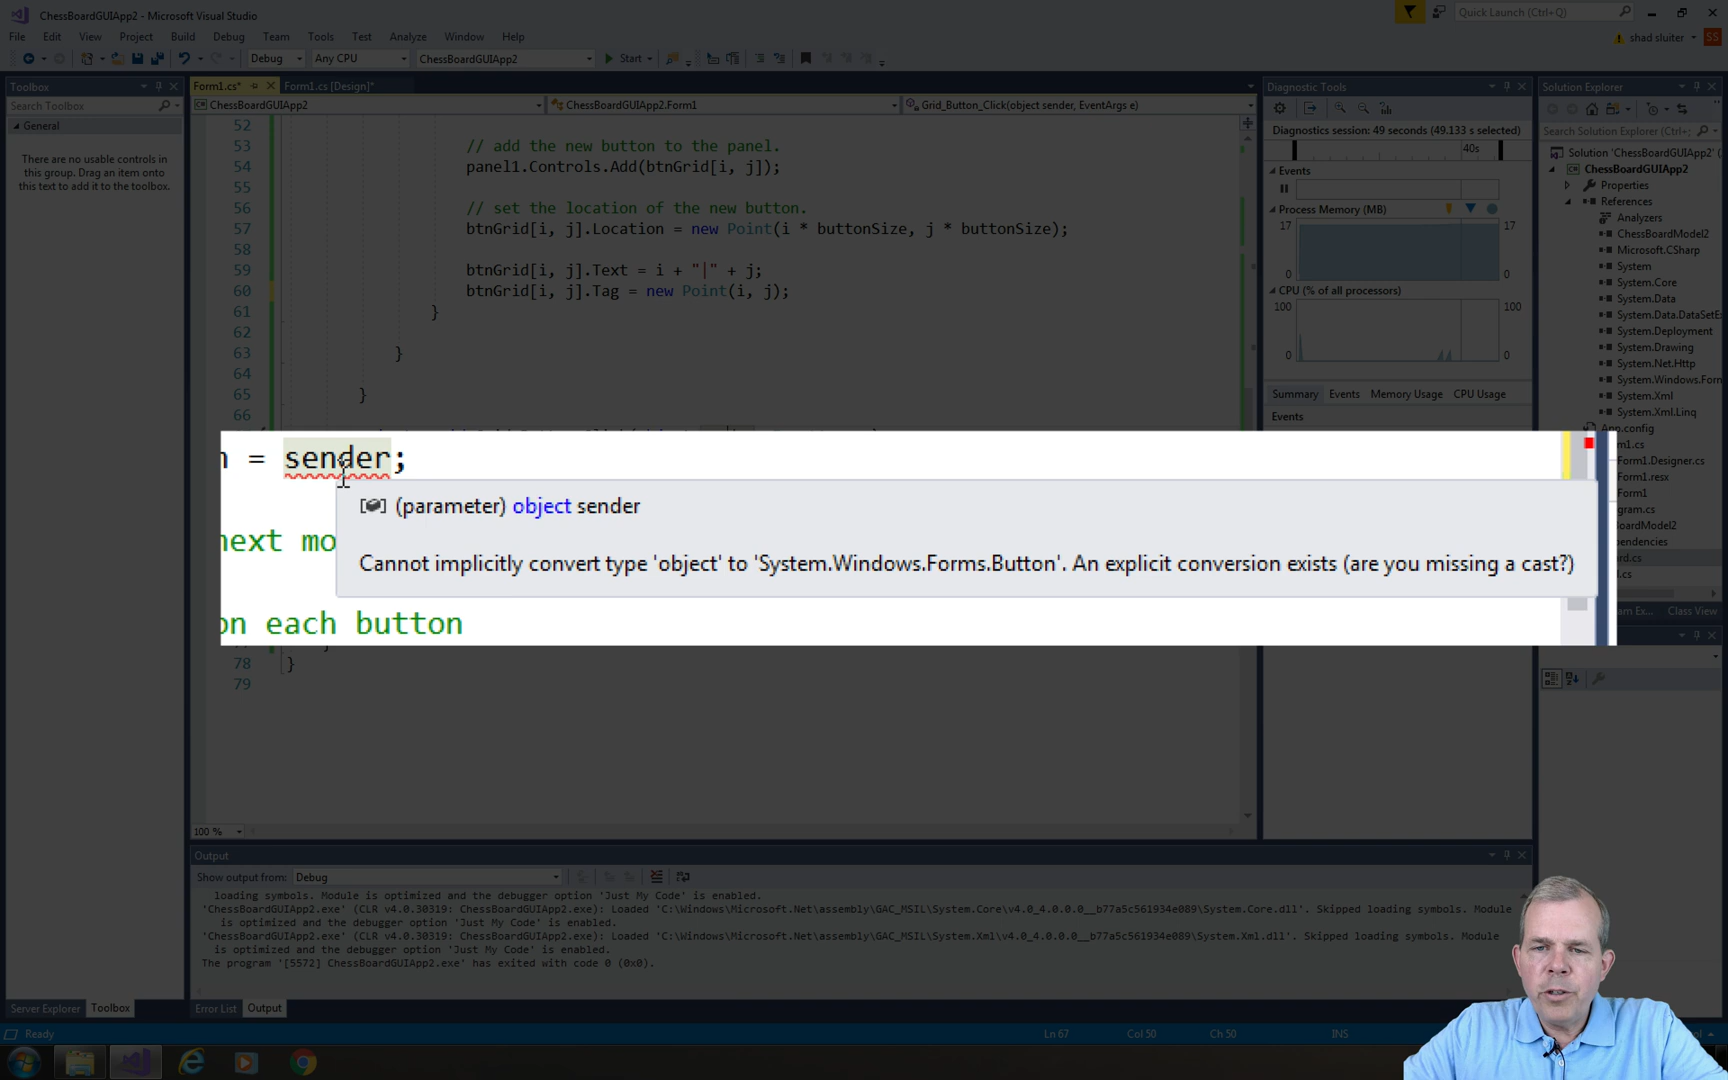 ChessBoardGUIApp2 - Microsoft Visual Studio
Quick Launch (Ctrl+Q)
File Edit View Project Build Debug Team Tools Test Analyze Window Help
shad sluiter SS
Debug Any CPU ChessBoardGUIApp2 Start
Toolbox
Search Toolbox
General
There are no usable controls in
this group. Drag an item onto
this text to add it to the toolbox.
Form1.cs* Form1.cs [Design]*
ChessBoardGUIApp2 ChessBoardGUIApp2.Form1 Grid_Button_Click(object sender, EventArgs e)
52
53 // add the new button to the panel.
54 panel1.Controls.Add(btnGrid[i, j]);
55
56 // set the location of the new button.
57 btnGrid[i, j].Location = new Point(i * buttonSize, j * buttonSize);
58
59 btnGrid[i, j].Text = i + "|" + j;
60 btnGrid[i, j].Tag = new Point(i, j);
61 }
62
63 }
64
65 }
66
= sender;
(parameter) object sender
next mo
Cannot implicitly convert type 'object' to 'System.Windows.Forms.Button'. An explicit conversion exists (are you missing a cast?)
on each button
78 }
79
100 %
Diagnostic Tools
Diagnostics session: 49 seconds (49.133 s selected)
40s
Events
Process Memory (MB)
17 17
0 0
CPU (% of all processors)
100 100
0 0
Summary Events Memory Usage CPU Usage
Events
Solution Explorer
Search Solution Explorer (Ctrl+;
Solution 'ChessBoardGUIApp2' (
ChessBoardGUIApp2
Properties
References
Analyzers
ChessBoardModel2
Microsoft.CSharp
System
System.Core
System.Data
System.Data.DataSetE
System.Deployment
System.Drawing
System.Net.Http
System.Windows.Form
System.Xml
System.Xml.Linq
App.config
m1.cs
Form1.Designer.cs
Form1.resx
Form1
gram.cs
oardModel2
endencies
rd.cs
l.cs
am Ex... Class View
Output
Show output from: Debug
loading symbols. Module is optimized and the debugger option 'Just My Code' is enabled.
'ChessBoardGUIApp2.exe' (CLR v4.0.30319: ChessBoardGUIApp2.exe): Loaded 'C:\Windows\Microsoft.Net\assembly\GAC_MSIL\System.Core\v4.0_4.0.0.0__b77a5c561934e089\System.Core.dll'. Skipped loading symbols. Module
is optimized and the debugger option 'Just My Code' is enabled.
'ChessBoardGUIApp2.exe' (CLR v4.0.30319: ChessBoardGUIApp2.exe): Loaded 'C:\Windows\Microsoft.Net\assembly\GAC_MSIL\System.Xml\v4.0_4.0.0.0__b77a5c561934e089\System.Xml.dll'. Skipped loading symbols. Module
is optimized and the debugger option 'Just My Code' is enabled.
The program '[5572] ChessBoardGUIApp2.exe' has exited with code 0 (0x0).
Server Explorer Toolbox Error List Output
Ready Ln 67 Col 50 Ch 50 INS